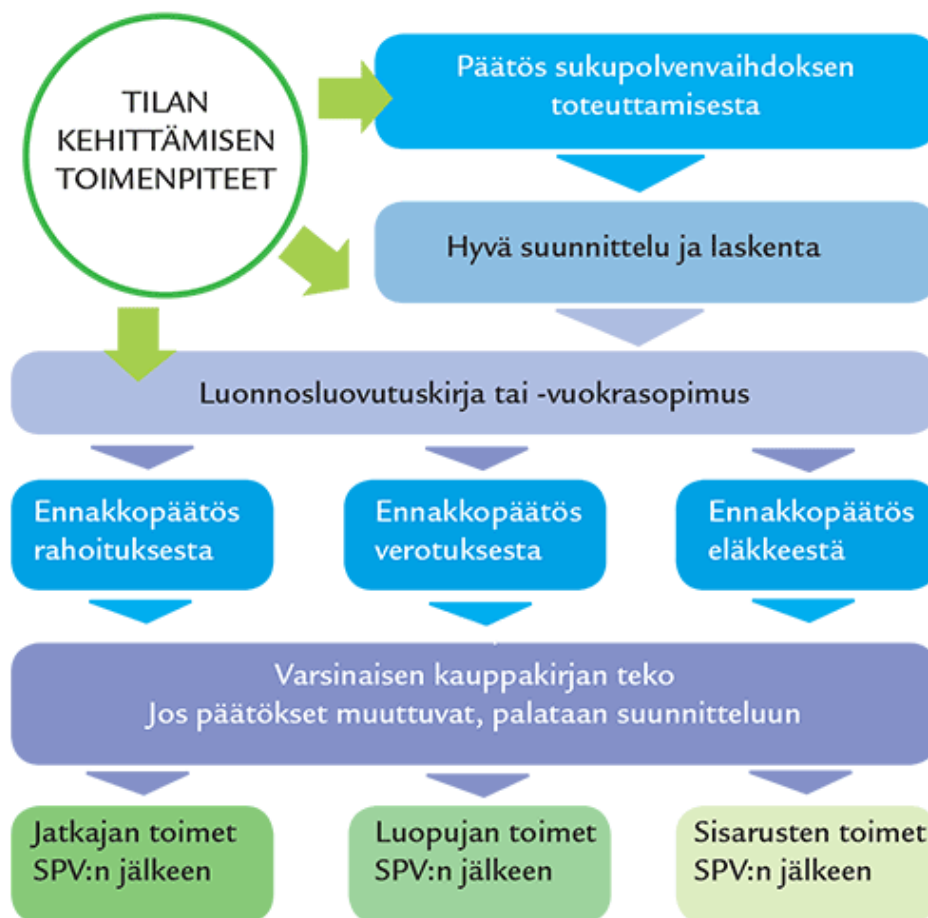 TILAN
KEHITTÄMISEN
TOIMENPITEET
Päätös sukupolvenvaihdoksen
toteuttamisesta
Hyvä suunnittelu ja laskenta
Luonnosluovutuskirja tai -vuokrasopimus
Ennakkopäätös
rahoituksesta
Ennakkopäätös
verotuksesta
Ennakkopäätös
eläkkeestä
Varsinaisen kauppakirjan teko
Jos päätökset muuttuvat, palataan suunnitteluun
Jatkajan toimet
SPV:n jälkeen
Luopujan toimet
SPV:n jälkeen
Sisarusten toimet
SPV:n jälkeen